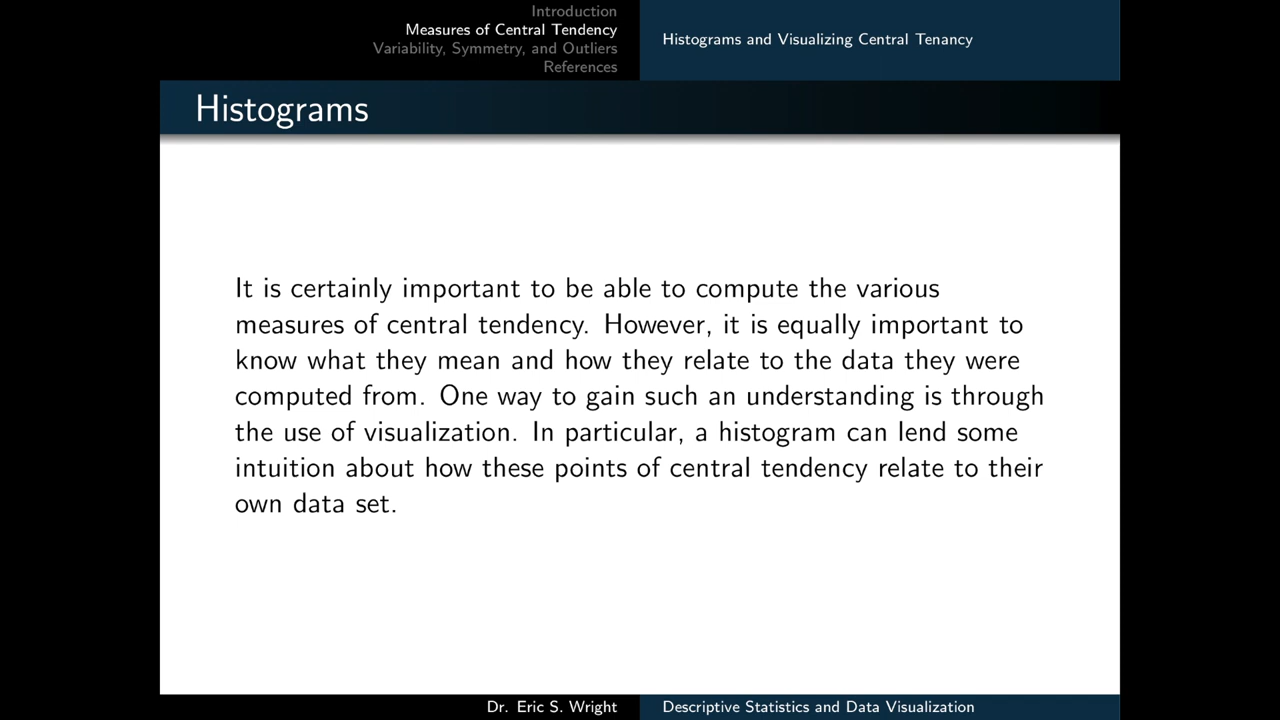 Introduction
Measures of Central Tendency
Variability, Symmetry, and Outliers
References
Histograms and Visualizing Central Tenancy
Histograms
It is certainly important to be able to compute the various
measures of central tendency. However, it is equally important to
know what they mean and how they relate to the data they were
computed from. One way to gain such an understanding is through
the use of visualization. In particular, a histogram can lend some
intuition about how these points of central tendency relate to their
own data set.
Dr. Eric S. Wright
Descriptive Statistics and Data Visualization